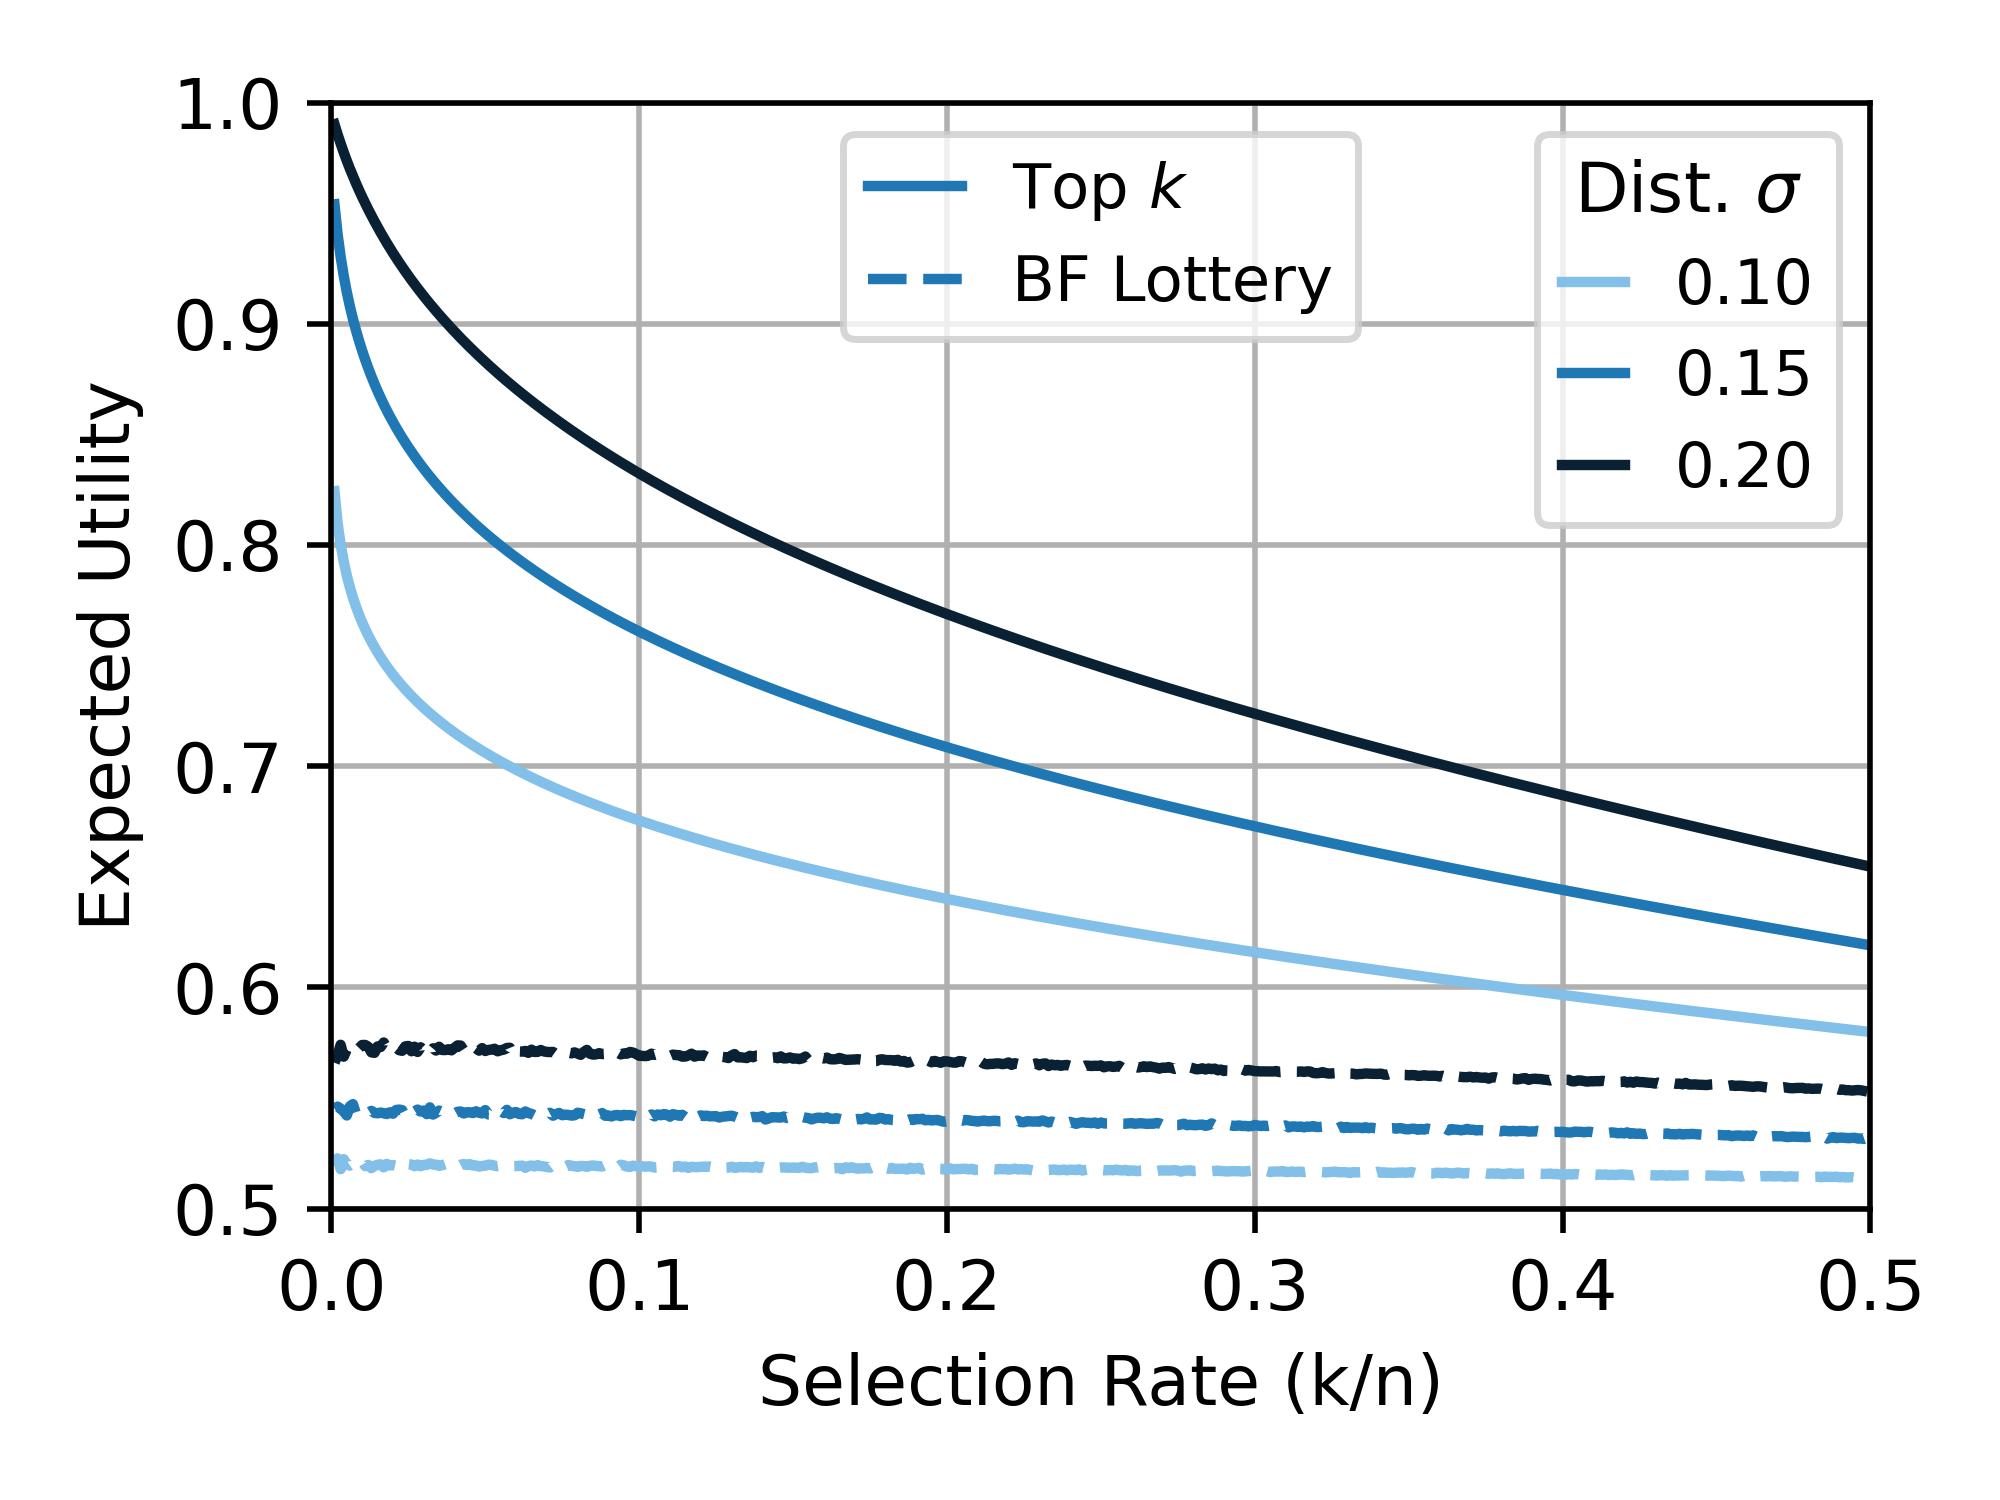 Expected Utility
1.0
0.9
0.8
0.7
0.6
0.5
Top k
BF Lottery
Dist. σ
0.10
0.15
0.20
0.0 0.1 0.2 0.3 0.4 0.5
Selection Rate (k/n)